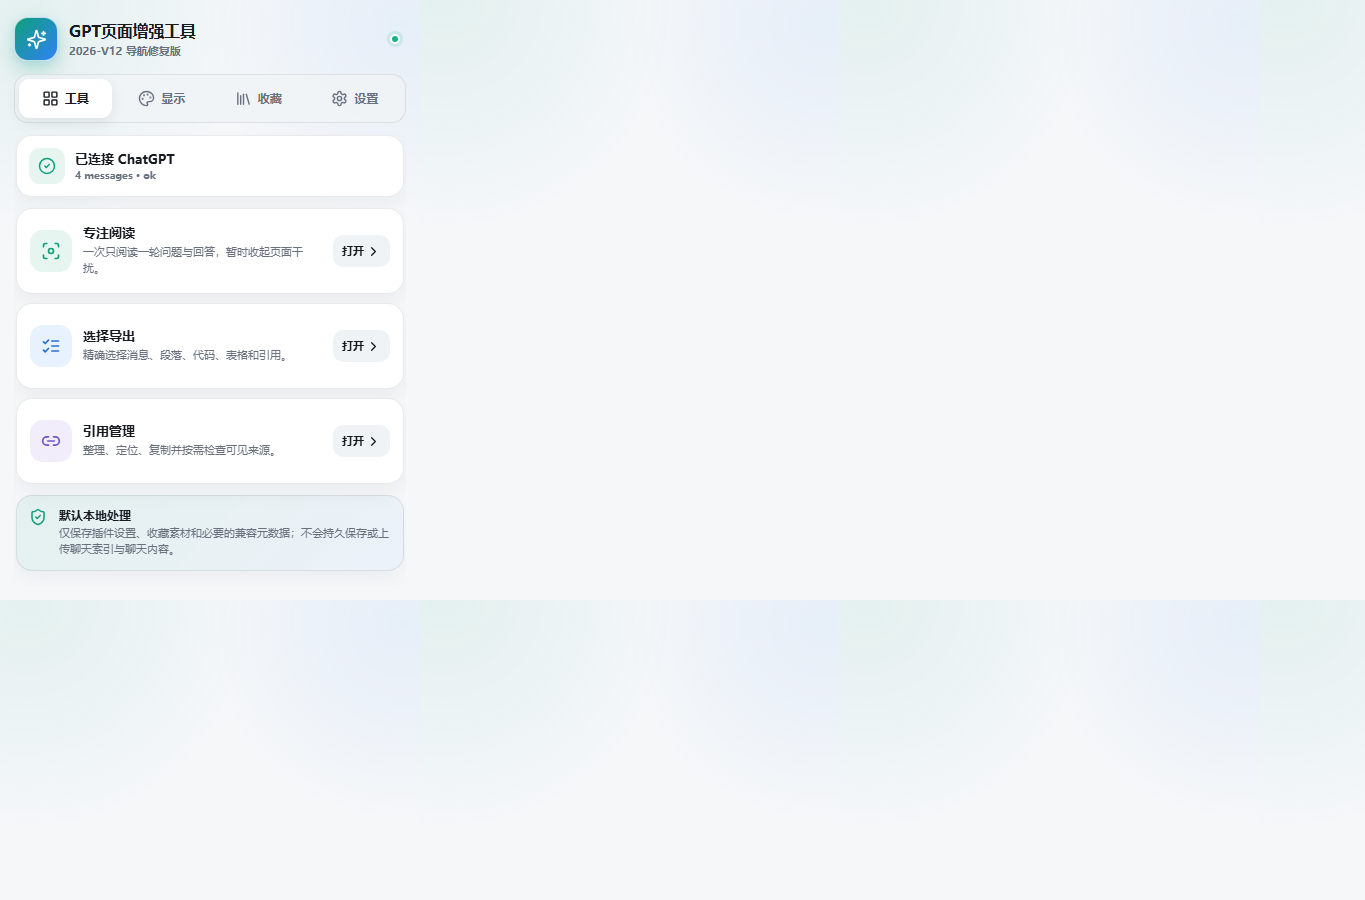 GPT页面增强工具
2026-V12 导航修复版
工具
显示
收藏
设置
已连接 ChatGPT
4 messages • ok
专注阅读
一次只阅读一轮问题与回答，暂时收起页面干
扰。
打开
选择导出
精确选择消息、段落、代码、表格和引用。
打开
引用管理
整理、定位、复制并按需检查可见来源。
打开
默认本地处理
仅保存插件设置、收藏素材和必要的兼容元数据；不会持久保存或上
传聊天索引与聊天内容。